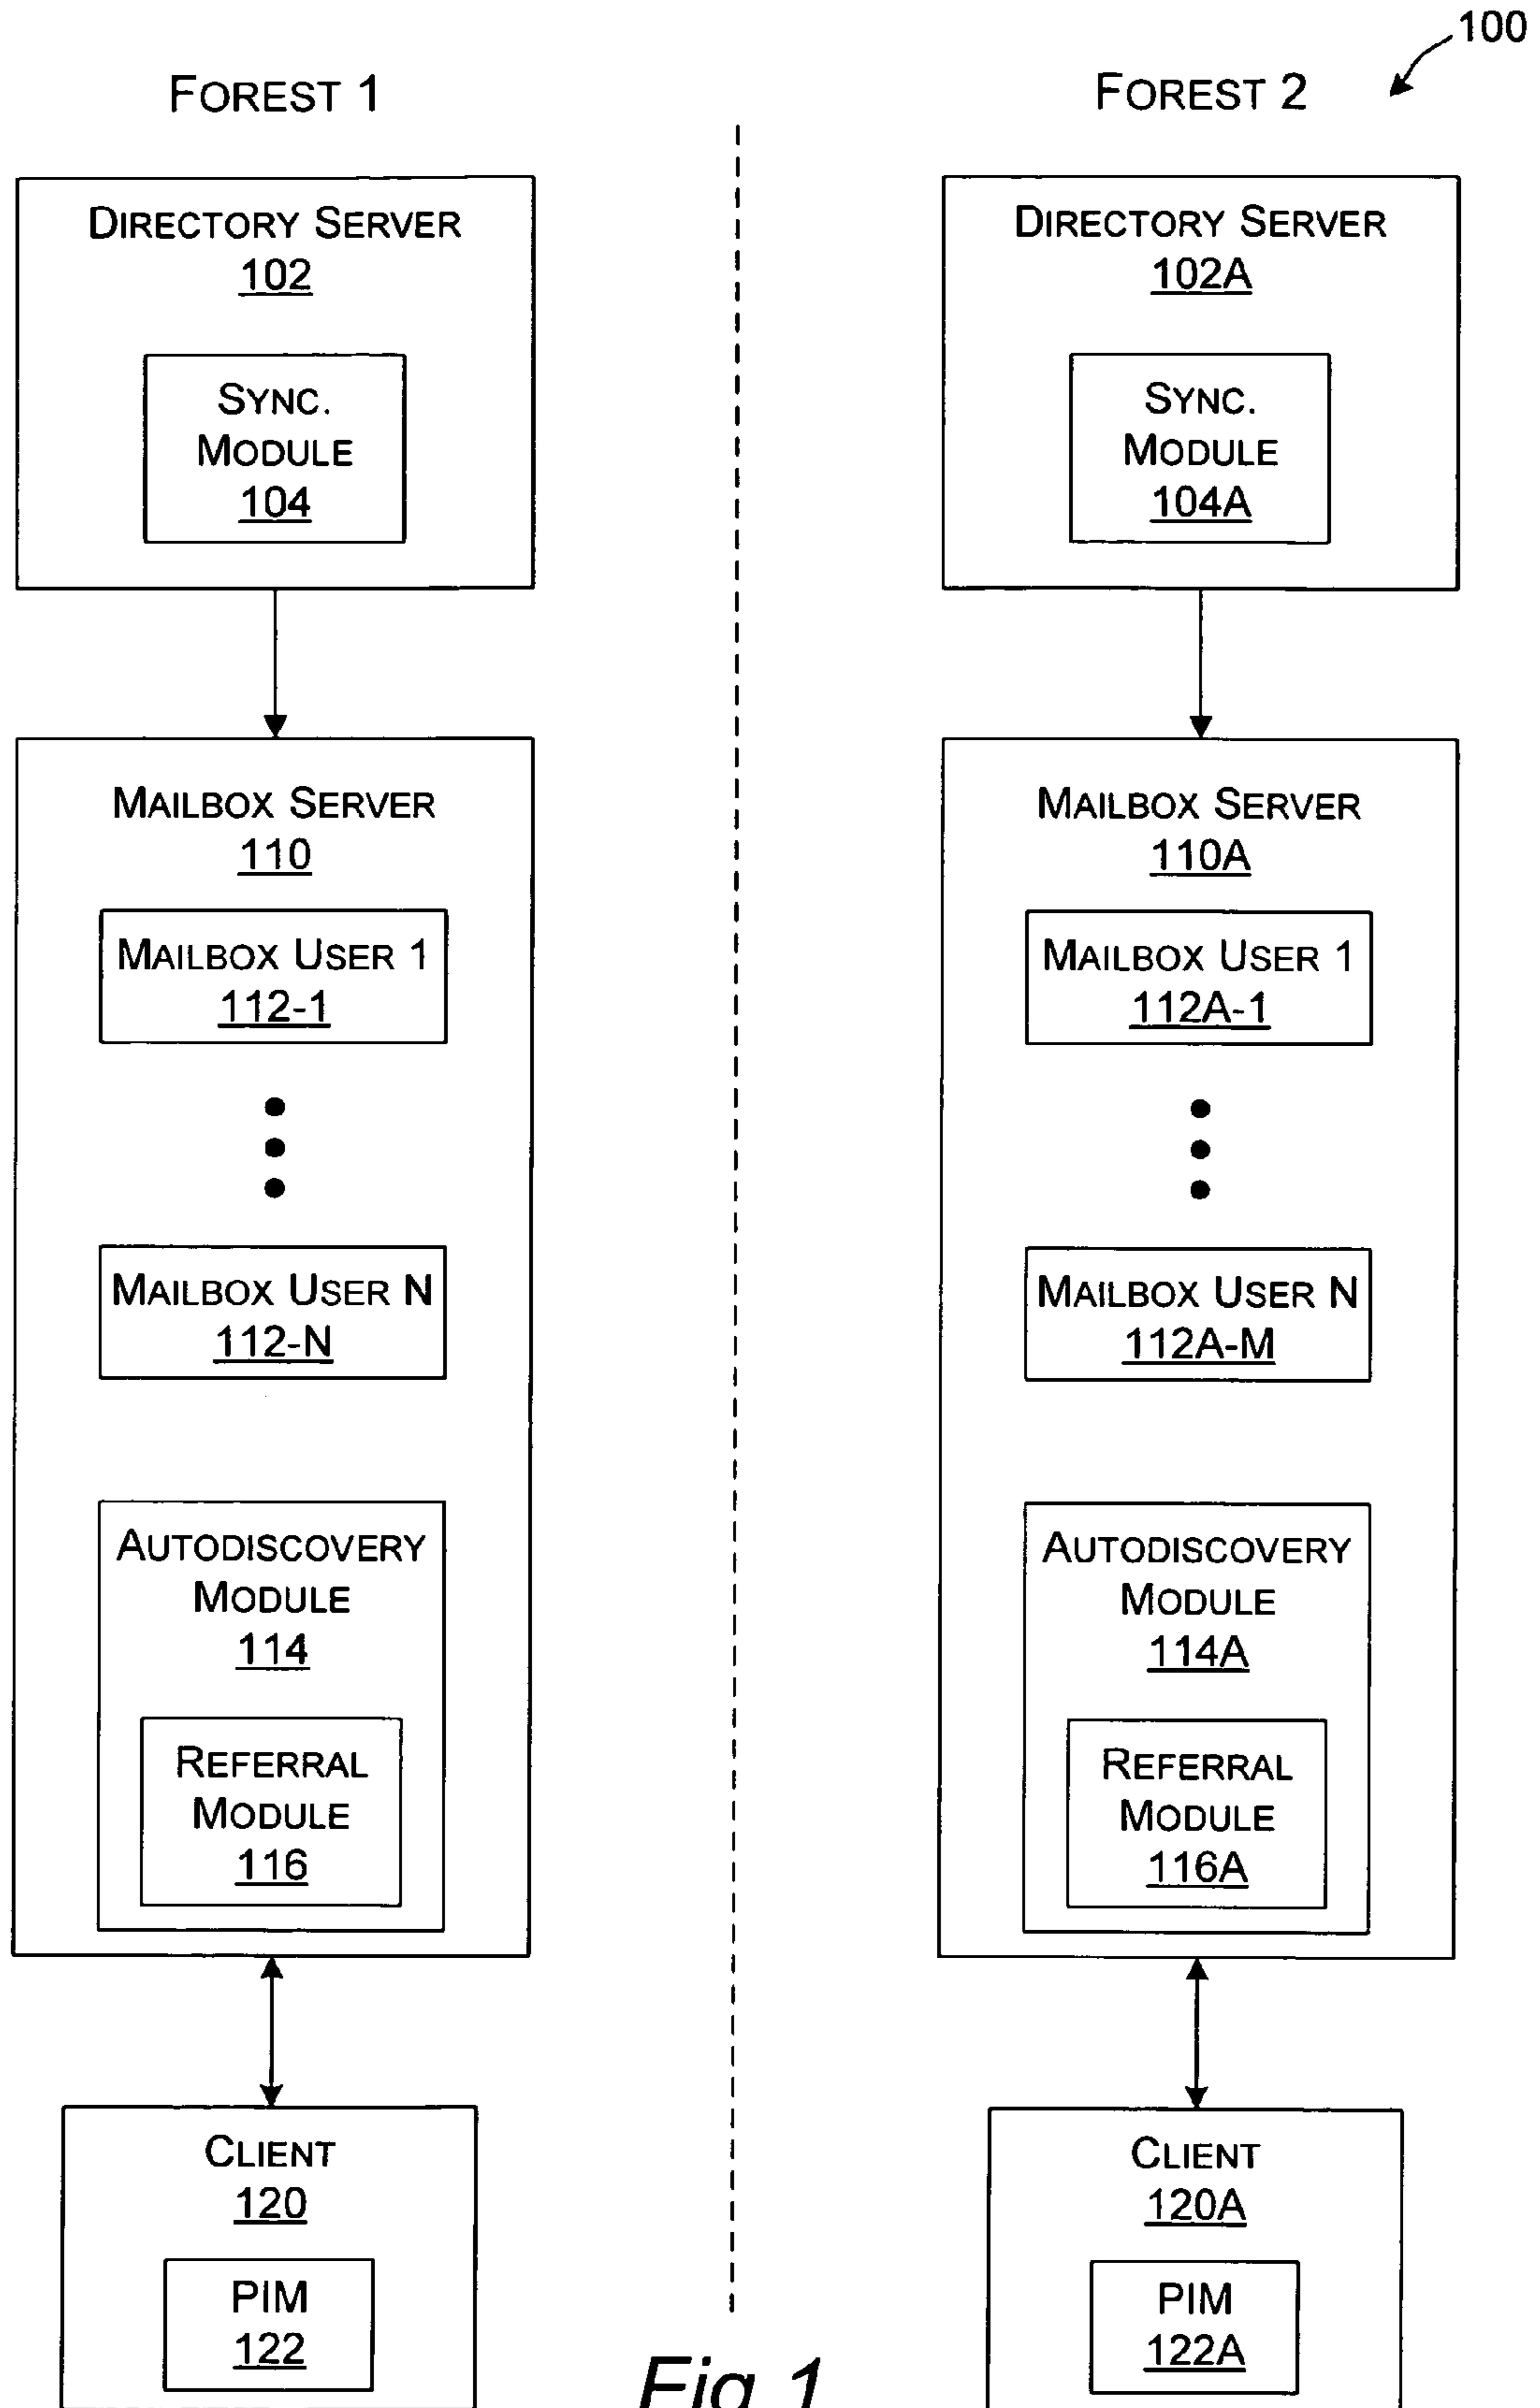 100
FOREST 1
DIRECTORY SERVER
102
SYNC.
MODULE
104
MAILBOX SERVER
110
MAILBOX USER 1
112-1
MAILBOX USER N
112-N
AUTODISCOVERY
MODULE
114
REFERRAL
MODULE
116
CLIENT
120
PIM
122
FOREST 2
DIRECTORY SERVER
102A
SYNC.
MODULE
104A
MAILBOX SERVER
110A
MAILBOX USER 1
112A-1
MAILBOX USER N
112A-M
AUTODISCOVERY
MODULE
114A
REFERRAL
MODULE
116A
CLIENT
120A
PIM
122A
Fig 1